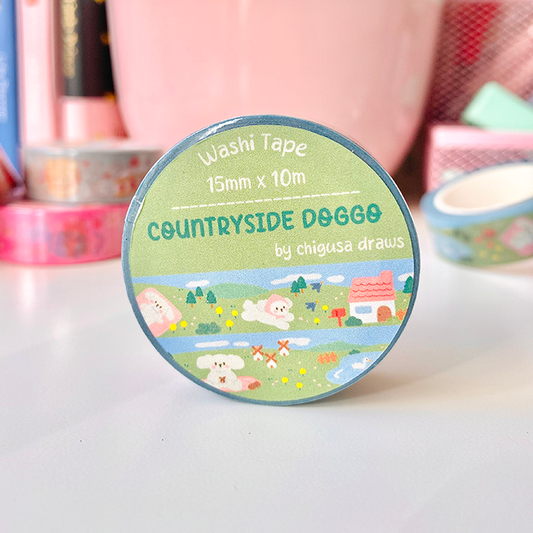 Washi Tape
15mm x 10m
COUNTRYSIDE DOGGO
by chigusa draws